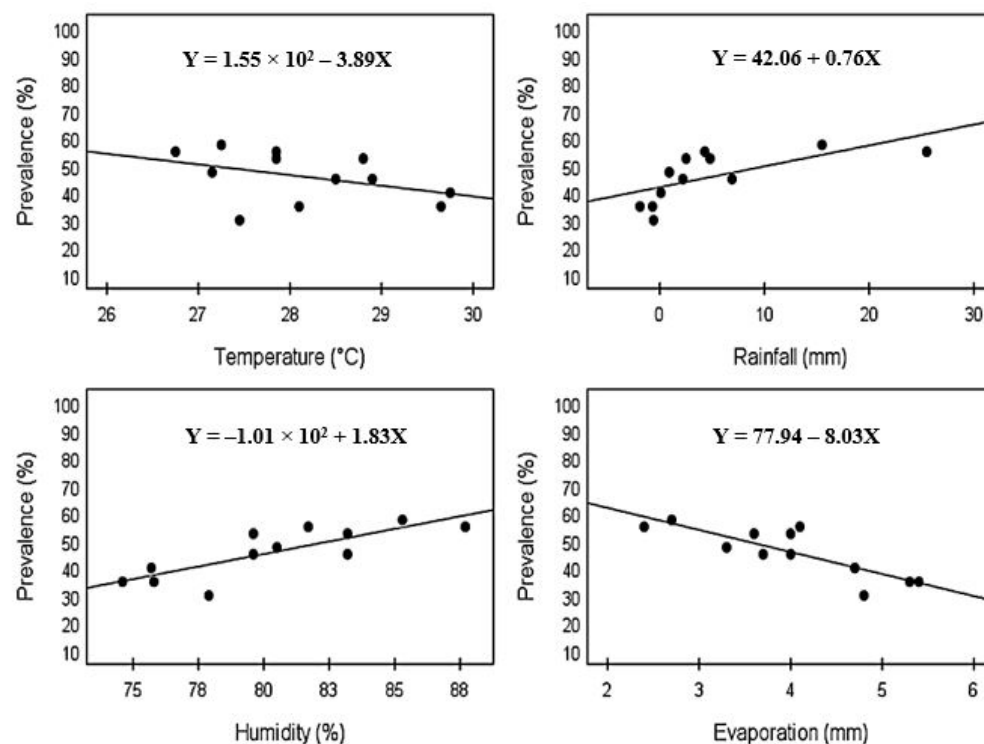 100
90
80
70
60
50
40
30
20
10
Prevalence (%)
Y = 1.55 × 10² – 3.89X
26 27 28 29 30
Temperature (°C)
100
90
80
70
60
50
40
30
20
10
Prevalence (%)
Y = 42.06 + 0.76X
0 10 20 30
Rainfall (mm)
100
90
80
70
60
50
40
30
20
10
Prevalence (%)
Y = –1.01 × 10² + 1.83X
75 78 80 83 85 88
Humidity (%)
100
90
80
70
60
50
40
30
20
10
Prevalence (%)
Y = 77.94 – 8.03X
2 3 4 5 6
Evaporation (mm)